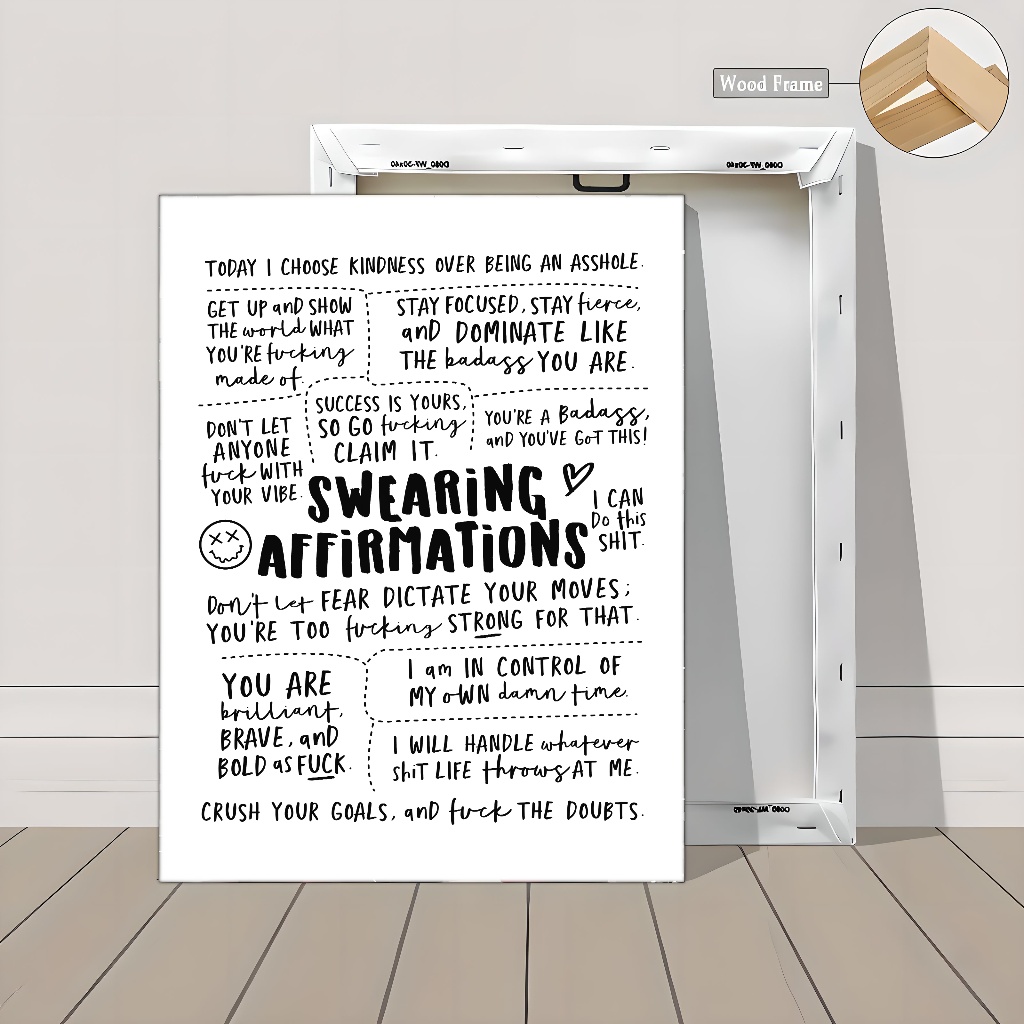 Wood Frame
TODAY I CHOOSE KINDNESS OVER BEING AN ASSHOLE.
GET UP anD SHOW
THE world WHAT
YOU'RE fucking
made of.
STAY FOCUSED, STAY fierce,
anD DOMINATE LIKE
THE badass YOU ARE.
SUCCESS IS YOURS,
SO GO fucking
CLAIM IT.
YOU'RE A Badass,
anD YOU'VE GoT THIS!
DON'T LET
ANYONE
fuck WITH
YOUR VIBE.
SWEARiNG
AFFiRMATiONS
I CAN
Do this
SHIT.
Don't let FEAR DICTATE YOUR MOVES;
YOU'RE TOO fucking STRONG FOR THAT.
YOU ARE
brilliant,
BRAVE, anD
BOLD as FUCK.
I am IN CONTROL OF
MY oWN damn time.
I WILL HANDLE whatever
shiT LIFE throws AT ME.
CRUSH YOUR GOALS, anD fuck THE DOUBTS.